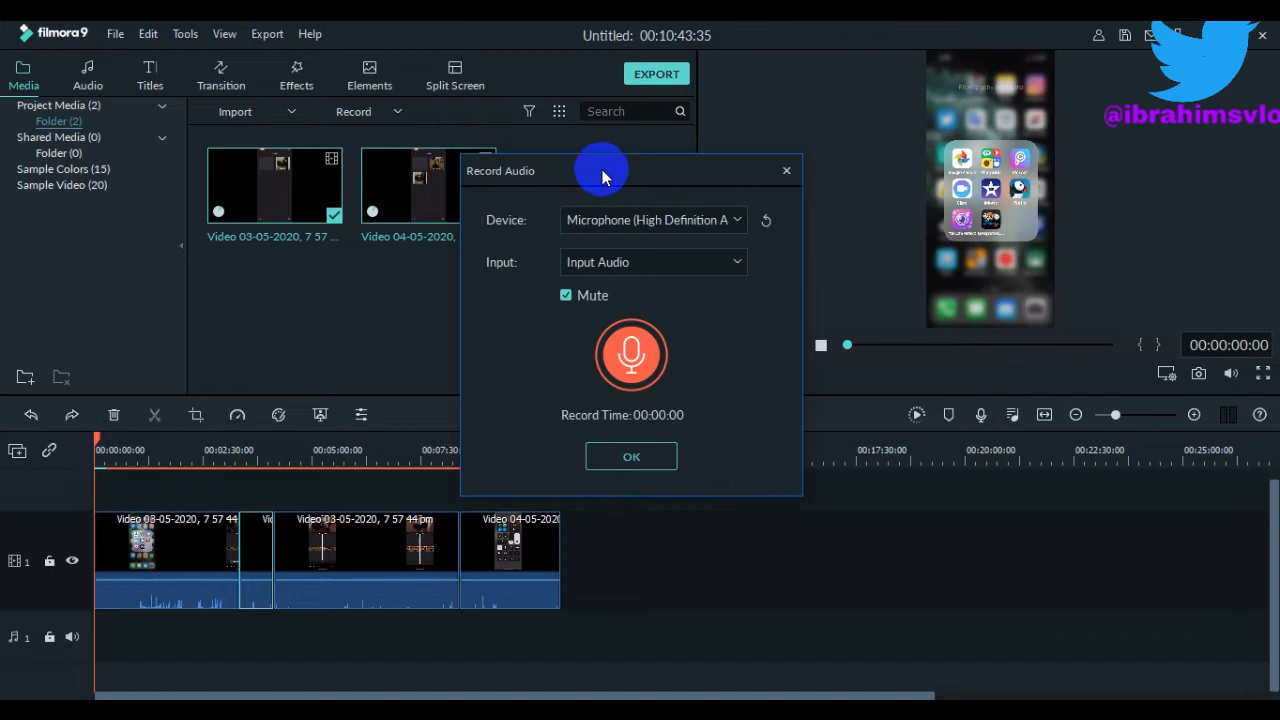 filmora9 File Edit Tools View Export Help Untitled: 00:10:43:35
Media Audio Titles Transition Effects Elements Split Screen EXPORT
@ibrahimsvlo
Project Media (2)
Folder (2)
Shared Media (0)
Folder (0)
Sample Colors (15)
Sample Video (20)
Import Record Search
Video 03-05-2020, 7 57 ... Video 04-05-2020,
Record Audio
Device: Microphone (High Definition A
Input: Input Audio
Mute
Record Time:00:00:00
OK
00:00:00:00
00:00:00:00 00:02:30:00 00:05:00:00 00:07:30 00:17:30:00 00:20:00:00 00:22:30:00 00:25:00:00
Video 03-05-2020, 7 57 44 Vic Video 03-05-2020, 7 57 44 pm Video 04-05-202
1
1